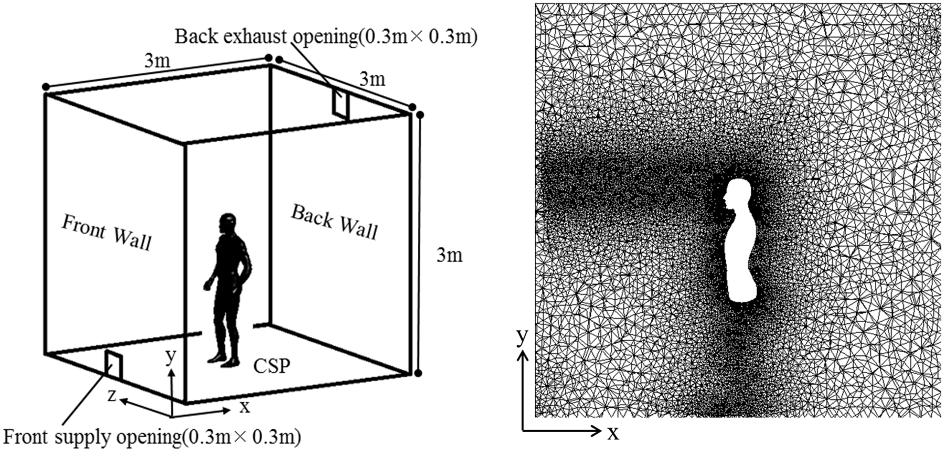 Back exhaust opening(0.3m× 0.3m)
3m
3m
Front Wall
Back Wall
3m
y
CSP
z
x
Front supply opening(0.3m× 0.3m)
y
x